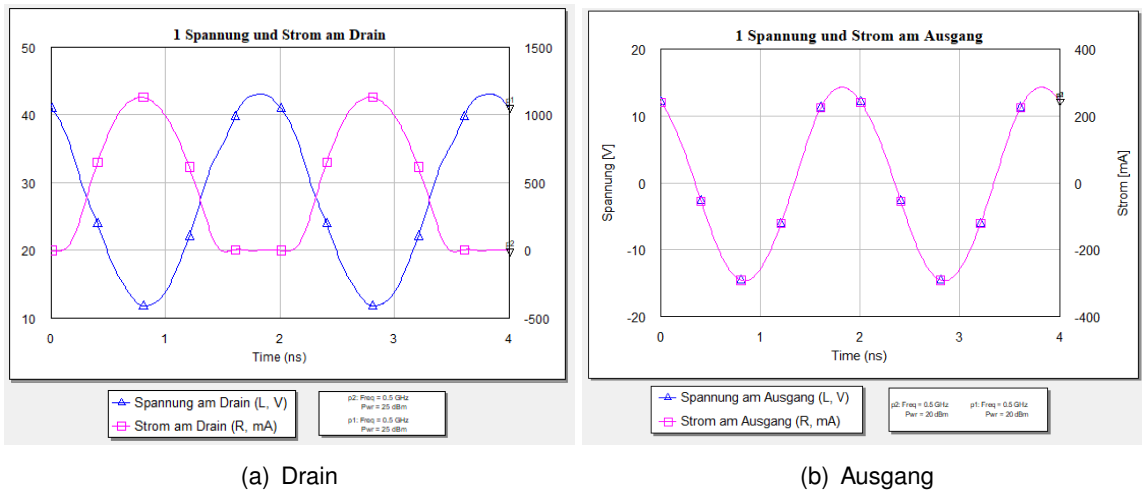 1 Spannung und Strom am Drain
50
40
30
20
10
1500
1000
500
0
-500
p1
p2
0
1
2
3
4
Time (ns)
Spannung am Drain (L, V)
Strom am Drain (R, mA)
p2: Freq = 0.5 GHz
Pwr = 25 dBm
p1: Freq = 0.5 GHz
Pwr = 25 dBm
(a) Drain
1 Spannung und Strom am Ausgang
Spannung [V]
20
10
0
-10
-20
400
200
0
-200
-400
Strom [mA]
0
1
2
3
4
Time (ns)
Spannung am Ausgang (L, V)
Strom am Ausgang (R, mA)
p2: Freq = 0.5 GHz
Pwr = 20 dBm
p1: Freq = 0.5 GHz
Pwr = 20 dBm
(b) Ausgang